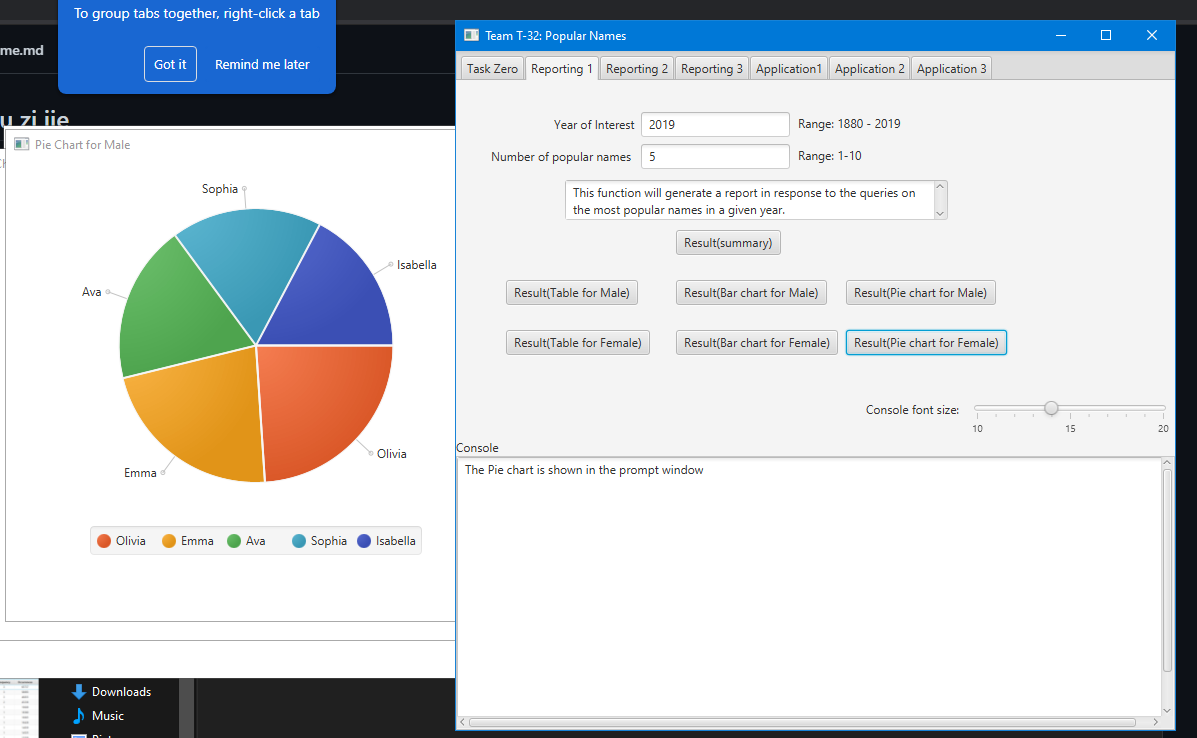 To group tabs together, right-click a tab
Got it
Remind me later
me.md
u zi jie
Pie Chart for Male
Sophia
Isabella
Ava
Emma
Olivia
Olivia Emma Ava Sophia Isabella
Downloads
Music
Team T-32: Popular Names
Task Zero Reporting 1 Reporting 2 Reporting 3 Application1 Application 2 Application 3
Year of Interest 2019 Range: 1880 - 2019
Number of popular names 5 Range: 1-10
This function will generate a report in response to the queries on
the most popular names in a given year.
Result(summary)
Result(Table for Male) Result(Bar chart for Male) Result(Pie chart for Male)
Result(Table for Female) Result(Bar chart for Female) Result(Pie chart for Female)
Console font size:
10 15 20
Console
The Pie chart is shown in the prompt window